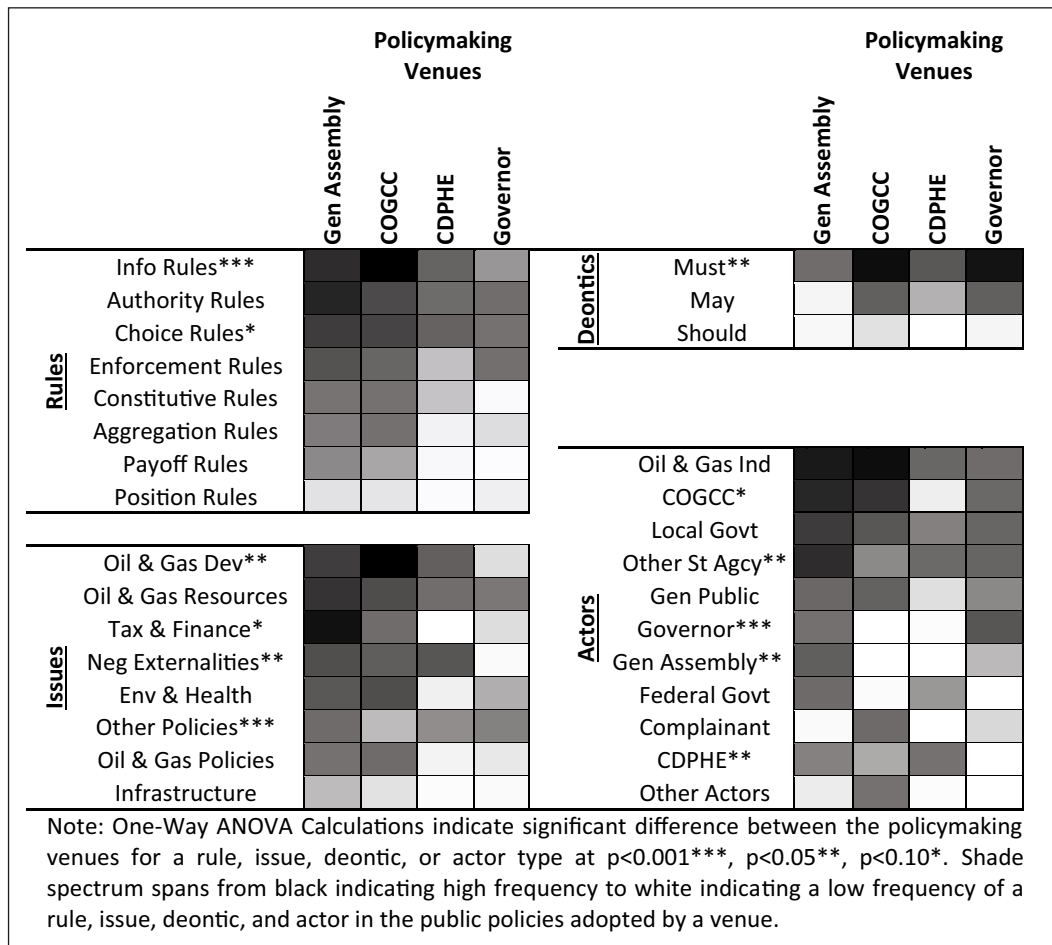 Policymaking
Venues
Gen Assembly
COGCC
CDPHE
Governor
Rules
Info Rules***
Authority Rules
Choice Rules*
Enforcement Rules
Constitutive Rules
Aggregation Rules
Payoff Rules
Position Rules
Issues
Oil & Gas Dev**
Oil & Gas Resources
Tax & Finance*
Neg Externalities**
Env & Health
Other Policies***
Oil & Gas Policies
Infrastructure
Policymaking
Venues
Gen Assembly
COGCC
CDPHE
Governor
Deontics
Must**
May
Should
Actors
Oil & Gas Ind
COGCC*
Local Govt
Other St Agcy**
Gen Public
Governor***
Gen Assembly**
Federal Govt
Complainant
CDPHE**
Other Actors
Note: One-Way ANOVA Calculations indicate significant difference between the policymaking
venues for a rule, issue, deontic, or actor type at p<0.001***, p<0.05**, p<0.10*. Shade
spectrum spans from black indicating high frequency to white indicating a low frequency of a
rule, issue, deontic, and actor in the public policies adopted by a venue.